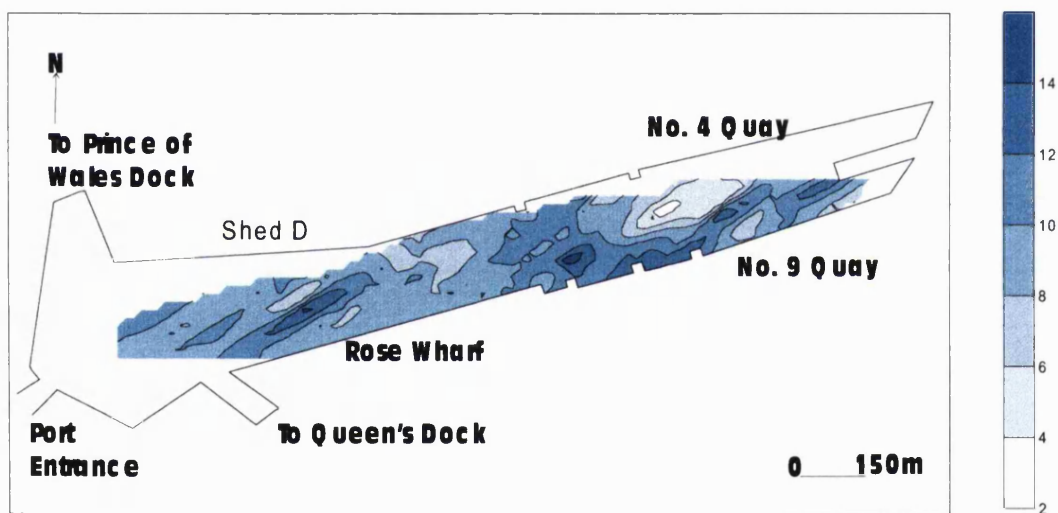 N
To Prince of
Wales Dock
Shed D
No. 4 Quay
No. 9 Quay
Rose Wharf
Port
Entrance
To Queen's Dock
0 150m
14
12
10
8
6
4
2